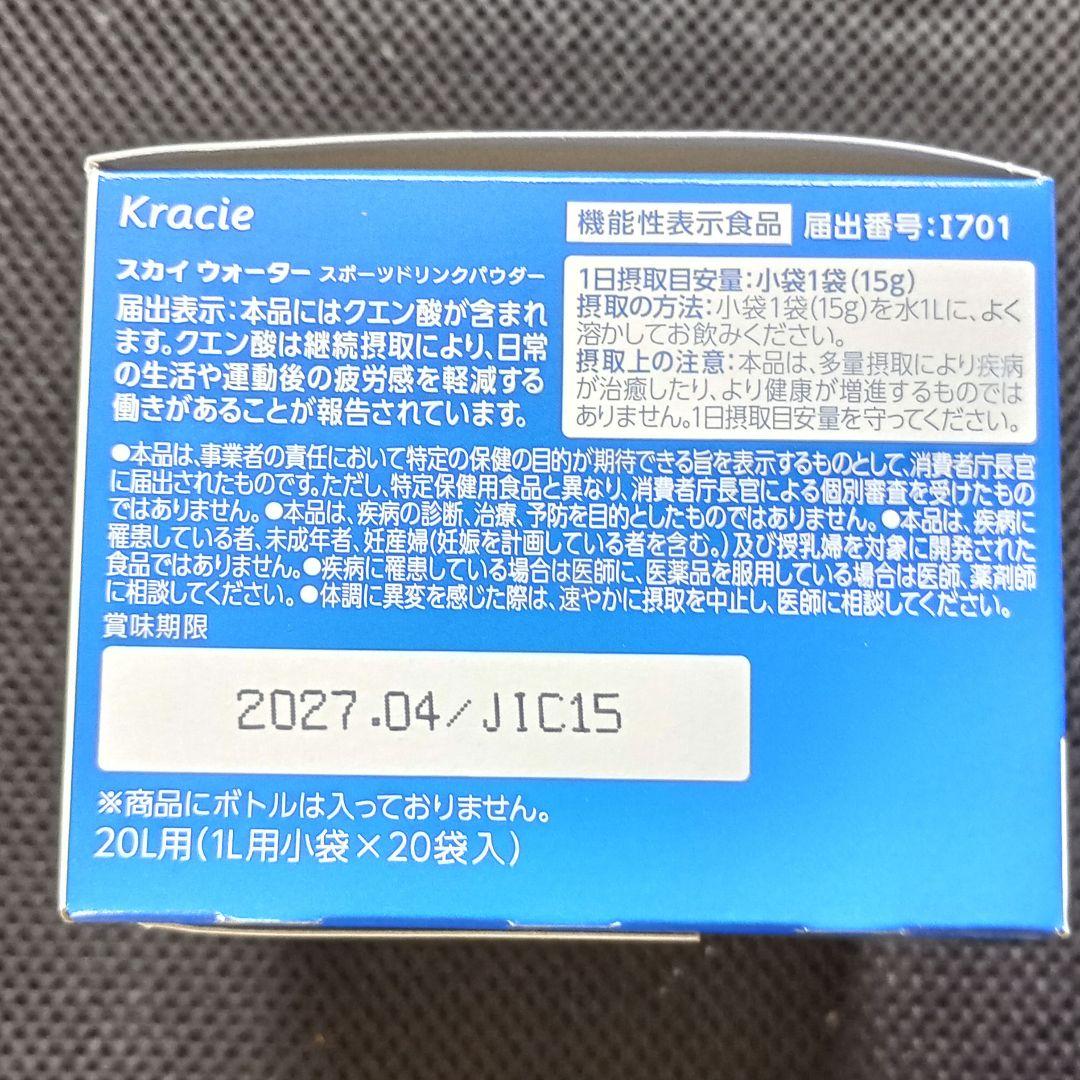 Kracie
機能性表示食品 届出番号:I701
スカイ ウォーター スポーツドリンクパウダー
届出表示:本品にはクエン酸が含まれ
ます。クエン酸は継続摂取により、日常
の生活や運動後の疲労感を軽減する
働きがあることが報告されています。
1日摂取目安量:小袋1袋(15g)
摂取の方法:小袋1袋(15g)を水1Lに、よく
溶かしてお飲みください。
摂取上の注意:本品は、多量摂取により疾病
が治癒したり、より健康が増進するものでは
ありません。1日摂取目安量を守ってください。
●本品は、事業者の責任において特定の保健の目的が期待できる旨を表示するものとして、消費者庁長官
に届出されたものです。ただし、特定保健用食品と異なり、消費者庁長官による個別審査を受けたもの
ではありません。●本品は、疾病の診断、治療、予防を目的としたものではありません。●本品は、疾病に
罹患している者、未成年者、妊産婦(妊娠を計画している者を含む。)及び授乳婦を対象に開発された
食品ではありません。●疾病に罹患している場合は医師に、医薬品を服用している場合は医師、薬剤師
に相談してください。●体調に異変を感じた際は、速やかに摂取を中止し、医師に相談してください。
賞味期限
2027.04/JIC15
※商品にボトルは入っておりません。
20L用(1L用小袋×20袋入)